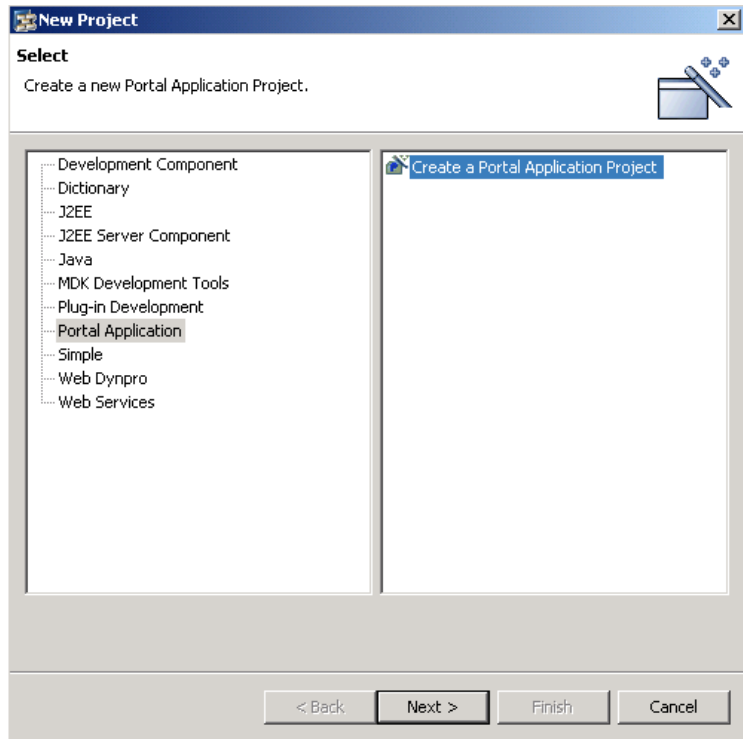 New Project
Select
Create a new Portal Application Project.
Development Component
Dictionary
J2EE
J2EE Server Component
Java
MDK Development Tools
Plug-in Development
Portal Application
Simple
Web Dynpro
Web Services
Create a Portal Application Project
< Back
Next >
Finish
Cancel